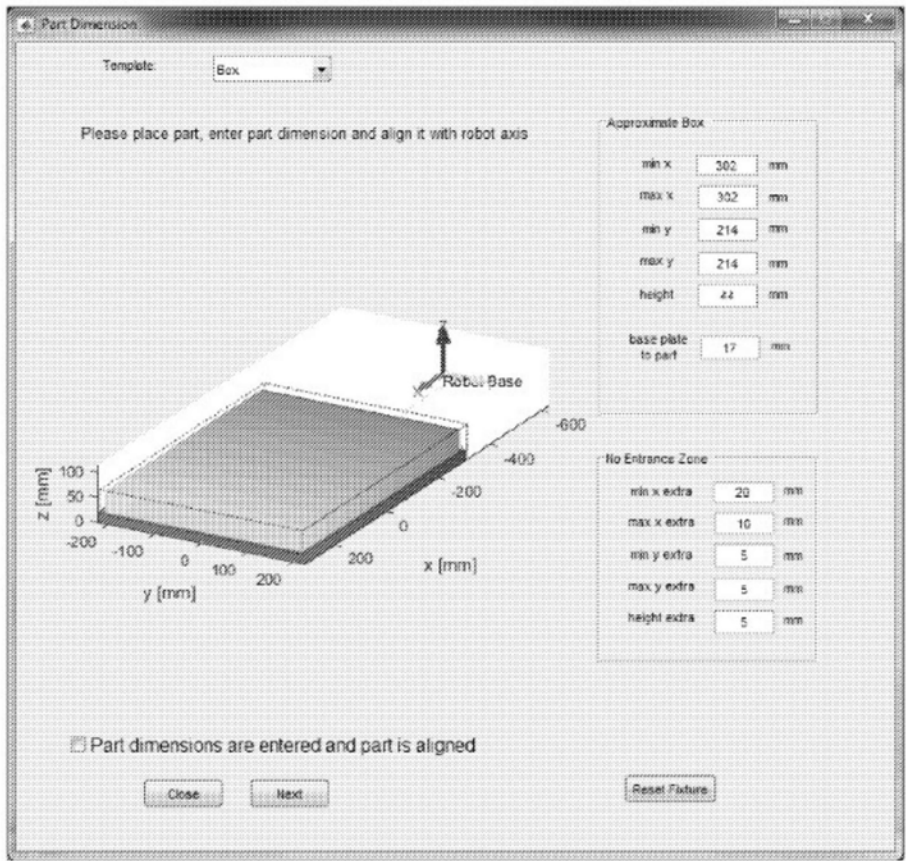 Part Dimension
Template:
Box
Please place part, enter part dimension and align it with robot axis
Approximate Box
min x 302 mm
max x 302 mm
min y 214 mm
max y 214 mm
height mm
base plate
to part 17 mm
z
Robot Base
X
-600
-400
-200
0
200
x [mm]
z [mm]
100
50
0
-200
-100
0
100
200
y [mm]
No Entrance Zone
min x extra 20 mm
max x extra 10 mm
min y extra 5 mm
max y extra 5 mm
height extra 5 mm
Part dimensions are entered and part is aligned
Close
Next
Reset Fixture